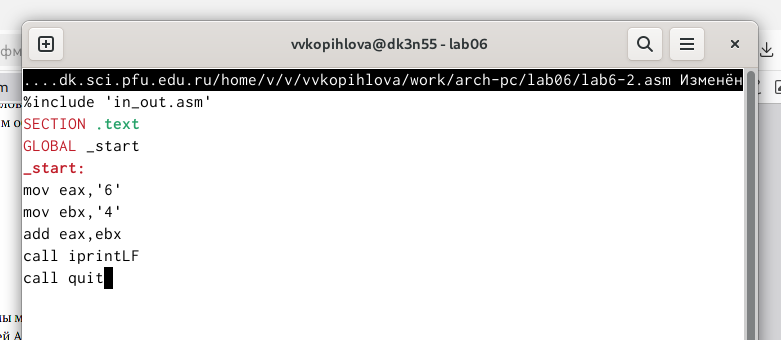 vvkopihlova@dk3n55 - lab06
....dk.sci.pfu.edu.ru/home/v/v/vvkopihlova/work/arch-pc/lab06/lab6-2.asm Изменён
%include 'in_out.asm'
SECTION .text
GLOBAL _start
_start:
mov eax,'6'
mov ebx,'4'
add eax,ebx
call iprintLF
call quit